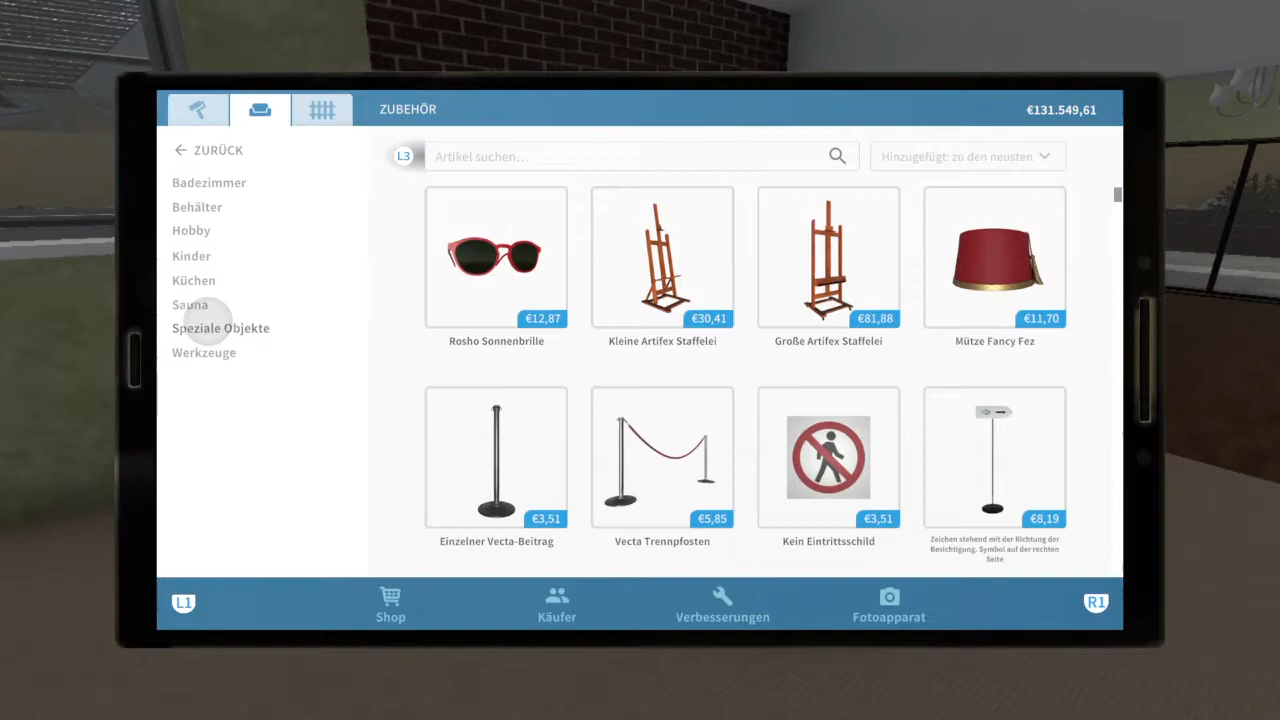 ZUBEHÖR
€131.549,61
ZURÜCK
L3
Artikel suchen...
Hinzugefügt: zu den neusten
Badezimmer
Behälter
Hobby
Kinder
Küchen
Sauna
Speziale Objekte
Werkzeuge
€12,87
€30,41
€81,88
€11,70
Rosho Sonnenbrille
Kleine Artifex Staffelei
Große Artifex Staffelei
Mütze Fancy Fez
€3,51
€5,85
€3,51
€8,19
Einzelner Vecta-Beitrag
Vecta Trennpfosten
Kein Eintrittsschild
Zeichen stehend mit der Richtung der
Besichtigung. Symbol auf der rechten
Seite
L1
Shop
Käufer
Verbesserungen
Fotoapparat
R1